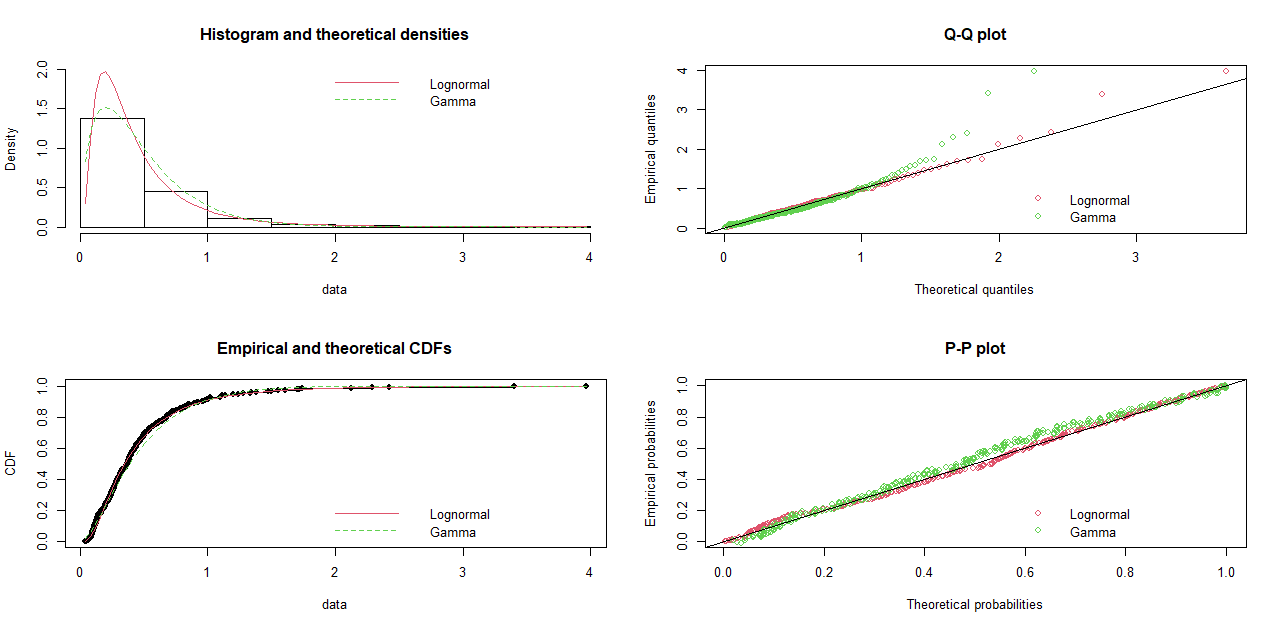 Histogram and theoretical densities
Density
0.0 0.5 1.0 1.5 2.0
Lognormal
Gamma
0 1 2 3 4
data
Q-Q plot
Empirical quantiles
0 1 2 3 4
Lognormal
Gamma
0 1 2 3
Theoretical quantiles
Empirical and theoretical CDFs
CDF
0.0 0.2 0.4 0.6 0.8 1.0
Lognormal
Gamma
0 1 2 3 4
data
P-P plot
Empirical probabilities
0.0 0.2 0.4 0.6 0.8 1.0
Lognormal
Gamma
0.0 0.2 0.4 0.6 0.8 1.0
Theoretical probabilities